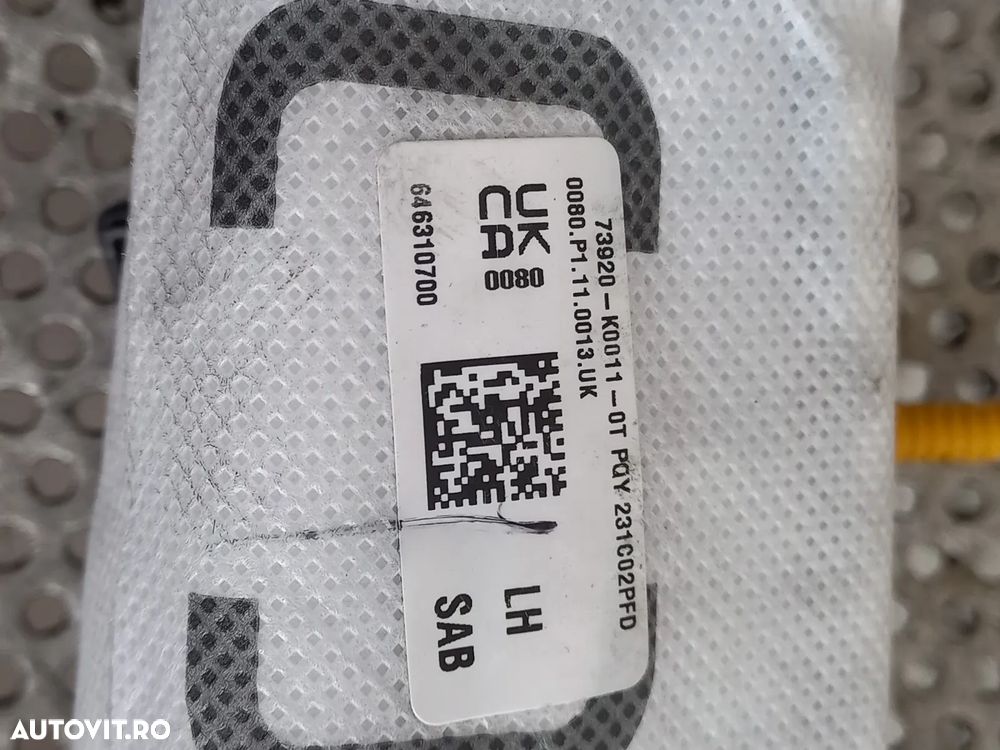 73920-K0011-0T PQY 231C02PFD
0080.P1.11.0013.UK
UK
CA
0080
646310700
LH
SAB
AUTOVIT.RO